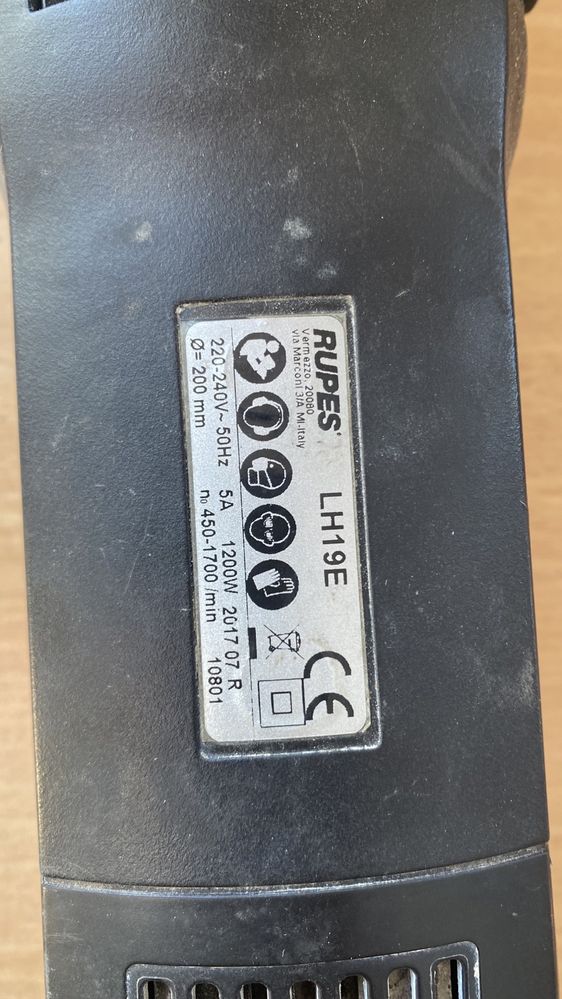 RUPES®
Vermezzo, 20080
via Marconi 3/A MI-Italy
LH19E
CE
220-240V~ 50Hz 5A 1200W 2017 07 R
Ø= 200 mm n₀ 450-1700 /min 10801